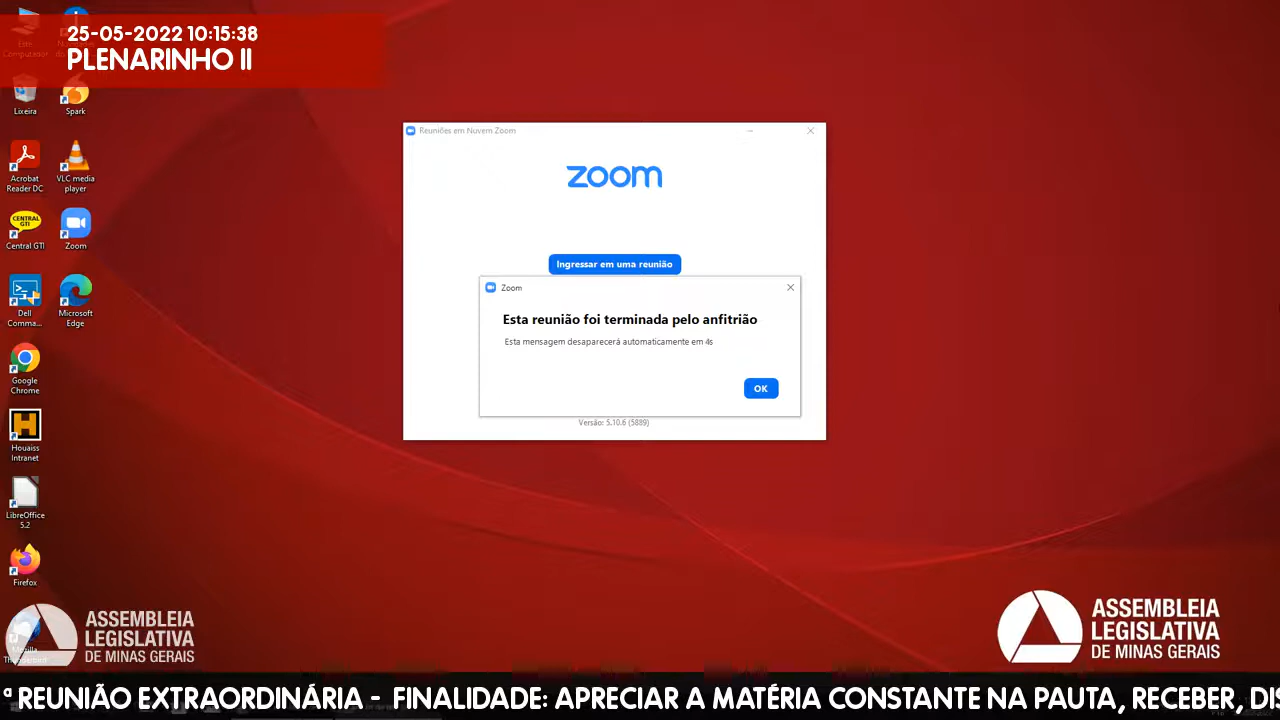 25-05-2022 10:15:38
PLENARINHO II
Lixeira
Spark
Acrobat
Reader DC
VLC media
player
CENTRAL
GTI
Central GTI
Zoom
Dell
Comma...
Microsoft
Edge
Google
Chrome
H
Houaiss
Intranet
LibreOffice
5.2
Firefox
Reuniões em Nuvem Zoom
zoom
Ingressar em uma reunião
Zoom
Esta reunião foi terminada pelo anfitrião
Esta mensagem desaparecerá automaticamente em 4s
OK
Versão: 5.10.6 (5889)
ASSEMBLEIA
LEGISLATIVA
DE MINAS GERAIS
ASSEMBLEIA
LEGISLATIVA
DE MINAS GERAIS
ª REUNIÃO EXTRAORDINÁRIA - FINALIDADE: APRECIAR A MATÉRIA CONSTANTE NA PAUTA, RECEBER, DIS